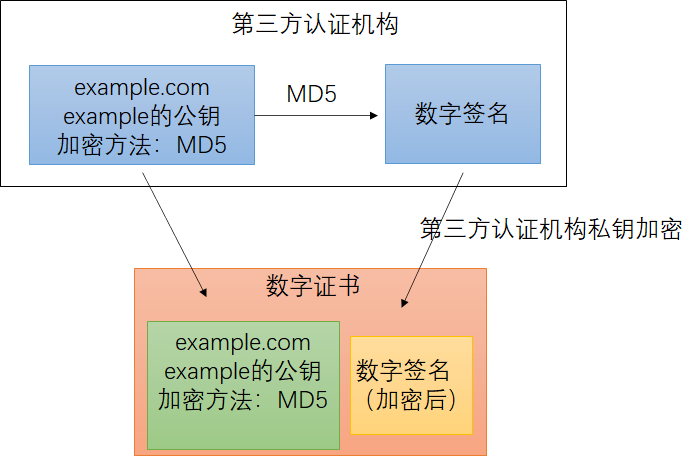 第三方认证机构
example.com
example的公钥
加密方法：MD5
MD5
数字签名
第三方认证机构私钥加密
数字证书
example.com
example的公钥
加密方法：MD5
数字签名
（加密后）